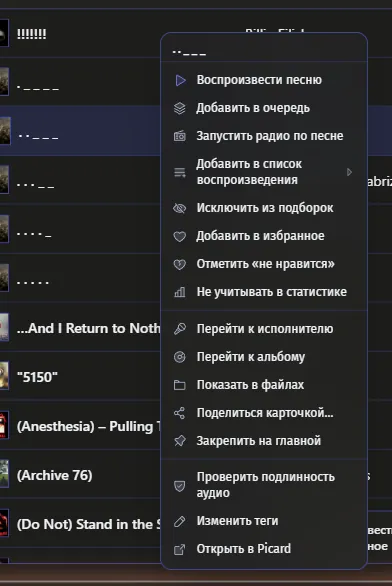 !!!!!!!
. _ _ _ _
. . _ _ _
. . . _ _
. . . . _
. . . . .
...And I Return to Noth
"5150"
(Anesthesia) – Pulling
(Archive 76)
(Do Not) Stand in the S
. . _ _ _
Воспроизвести песню
Добавить в очередь
Запустить радио по песне
Добавить в список
воспроизведения
Исключить из подборок
Добавить в избранное
Отметить «не нравится»
Не учитывать в статистике
Перейти к исполнителю
Перейти к альбому
Показать в файлах
Поделиться карточкой...
Закрепить на главной
Проверить подлинность
аудио
Изменить теги
Открыть в Picard